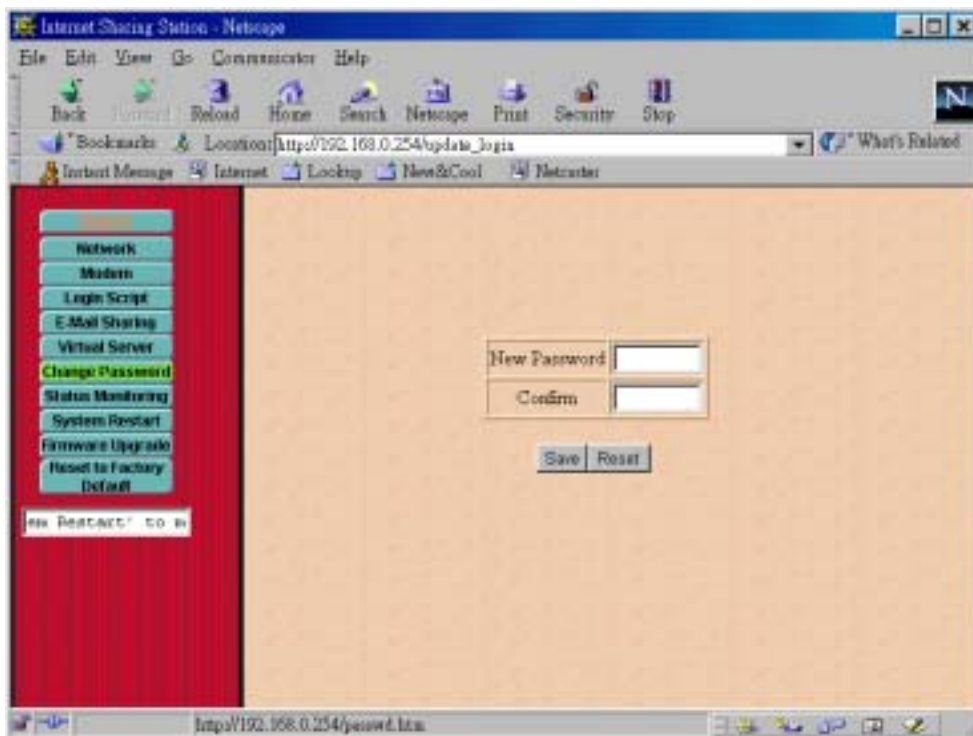 Internet Sharing Station - Netscape
File Edit View Go Communicator Help
Back Forward Reload Home Search Netscape Print Security Stop
N
Bookmarks Location: http://192.168.0.254/update_login What's Related
Instant Message Internet Lookup New&Cool Netcaster
Network
Modem
Login Script
E-Mail Sharing
Virtual Server
Change Password
Status Monitoring
System Restart
Firmware Upgrade
Reset to Factory
Default
em Restart' to m
New Password
Confirm
Save Reset
http://192.168.0.254/passwd.htm